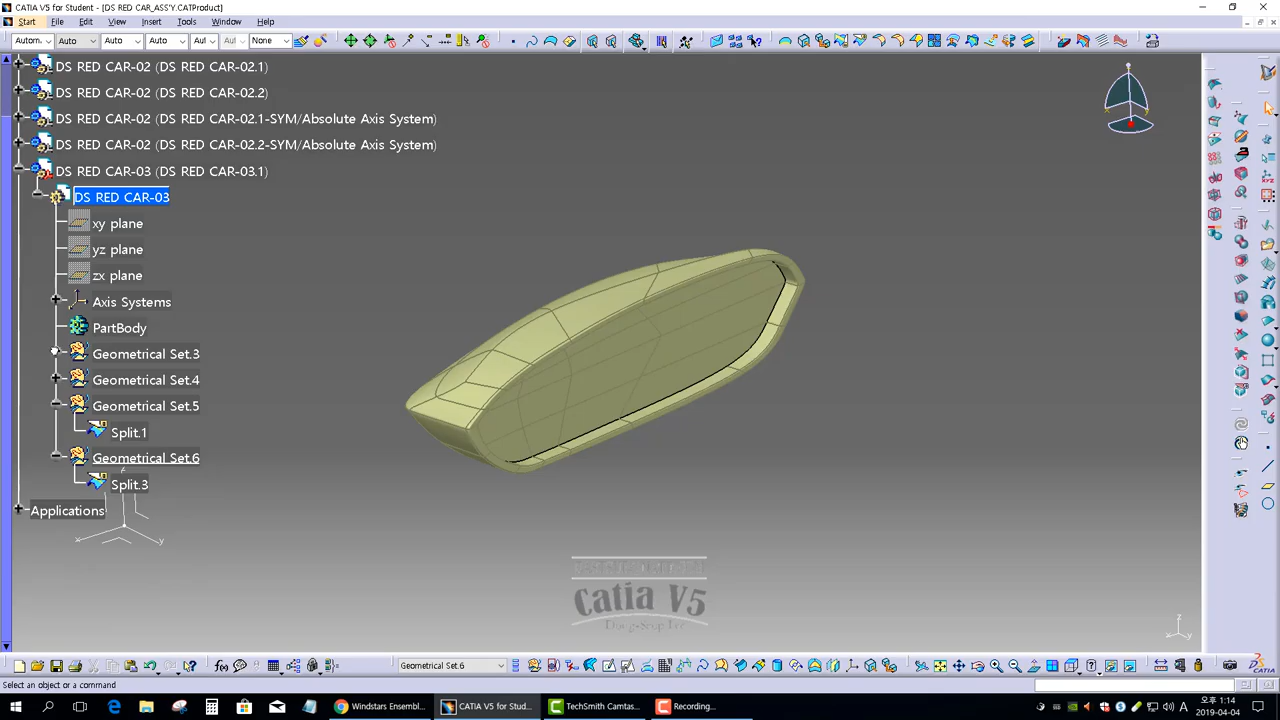 CATIA V5 for Student - [DS RED CAR_ASS'Y.CATProduct]
Start Edit View Insert Tools Window Help
Autom Auto Auto Auto Aut Aut None
DS RED CAR-02 (DS RED CAR-02.1)
DS RED CAR-02 (DS RED CAR-02.2)
DS RED CAR-02 (DS RED CAR-02.1-SYM/Absolute Axis System)
DS RED CAR-02 (DS RED CAR-02.2-SYM/Absolute Axis System)
DS RED CAR-03 (DS RED CAR-03.1)
DS RED CAR-03
xy plane
yz plane
zx plane
Axis Systems
PartBody
Geometrical Set.3
Geometrical Set.4
Geometrical Set.5
Split.1
Geometrical Set.6
Split.3
Applications
x y
z
x y
Catia V5
Geometrical Set.6
CATIA
Select an object or a command
Windstars Ensembl...
CATIA V5 for Stud...
TechSmith Camtas...
Recording...
A
오후 1:14
2019-04-04